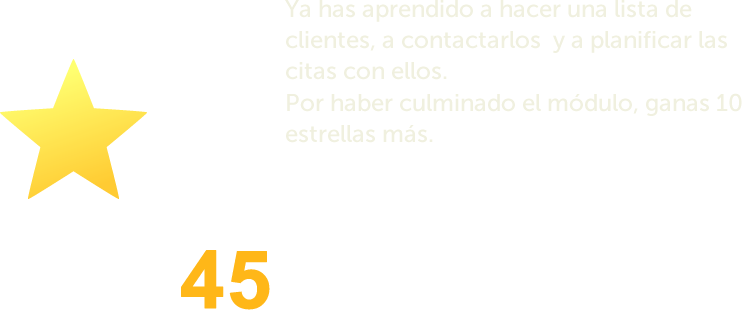 Ya has aprendido a hacer una lista de
clientes, a contactarlos  y a planificar las
citas con ellos.
Por haber culminado el módulo, ganas 10
estrellas más.
45